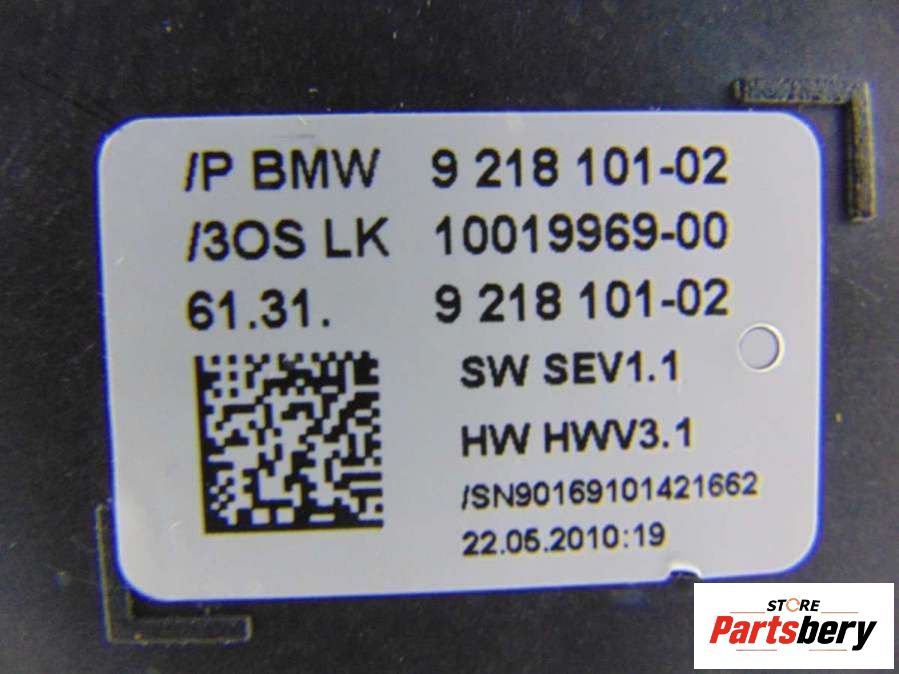 /P BMW 9 218 101-02
/3OS LK 10019969-00
61.31. 9 218 101-02
SW SEV1.1
HW HWV3.1
/SN90169101421662
22.05.2010:19
STORE
Partsbery